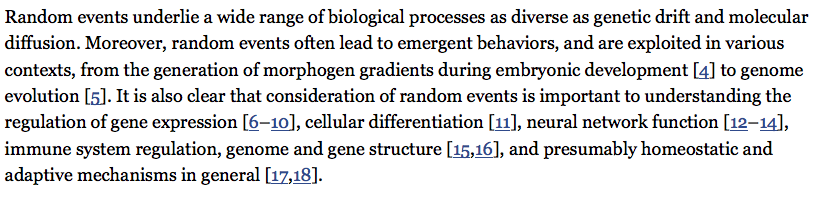 Random events underlie a wide range of biological processes as diverse as genetic drift and molecular
diffusion. Moreover, random events often lead to emergent behaviors, and are exploited in various
contexts, from the generation of morphogen gradients during embryonic development [4] to genome
evolution [5]. It is also clear that consideration of random events is important to understanding the
regulation of gene expression [6–10], cellular differentiation [11], neural network function [12–14],
immune system regulation, genome and gene structure [15,16], and presumably homeostatic and
adaptive mechanisms in general [17,18].